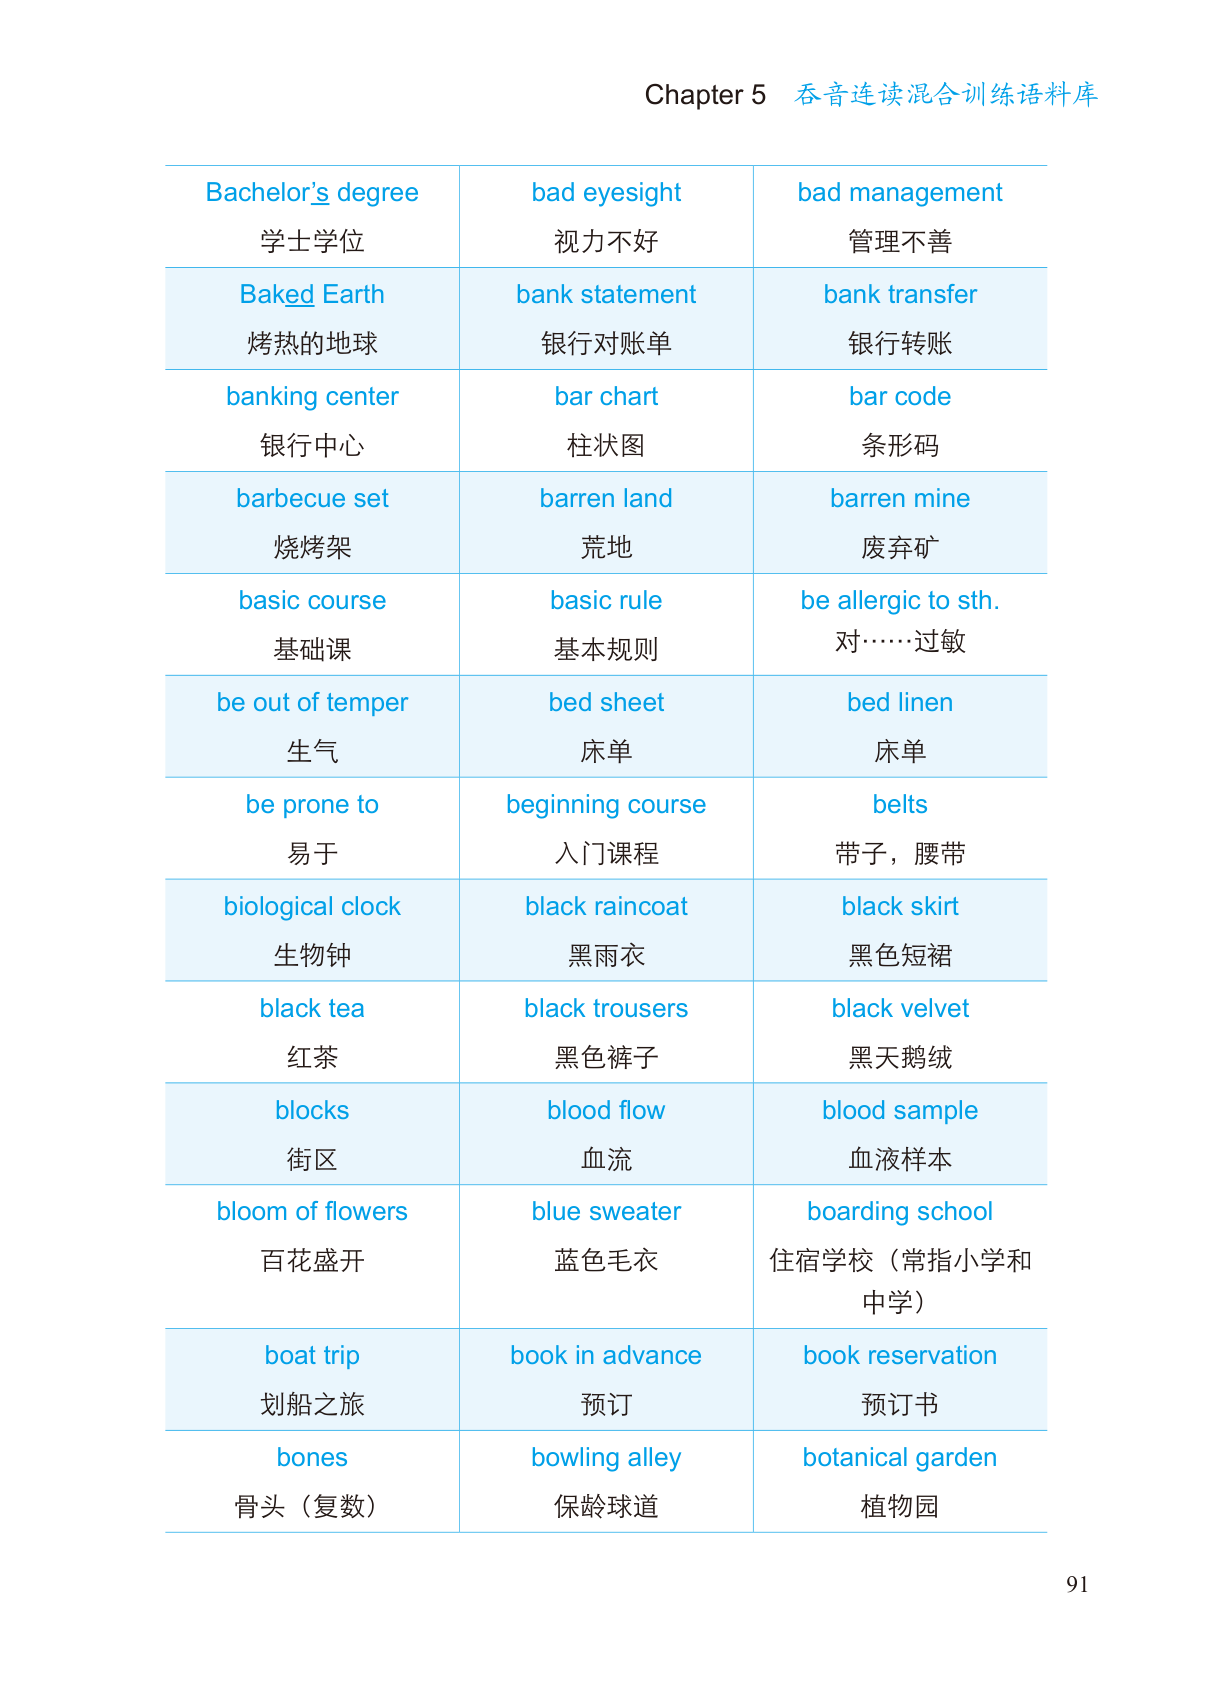 Chapter 5 吞音连读混合训练语料库
Bachelor's degree
学士学位
bad eyesight
视力不好
bad management
管理不善
Baked Earth
烤热的地球
bank statement
银行对账单
bank transfer
银行转账
banking center
银行中心
bar chart
柱状图
bar code
条形码
barbecue set
烧烤架
barren land
荒地
barren mine
废弃矿
basic course
基础课
basic rule
基本规则
be allergic to sth.
对……过敏
be out of temper
生气
bed sheet
床单
bed linen
床单
be prone to
易于
beginning course
入门课程
belts
带子，腰带
biological clock
生物钟
black raincoat
黑雨衣
black skirt
黑色短裙
black tea
红茶
black trousers
黑色裤子
black velvet
黑天鹅绒
blocks
街区
blood flow
血流
blood sample
血液样本
bloom of flowers
百花盛开
blue sweater
蓝色毛衣
boarding school
住宿学校（常指小学和
中学）
boat trip
划船之旅
book in advance
预订
book reservation
预订书
bones
骨头（复数）
bowling alley
保龄球道
botanical garden
植物园
91